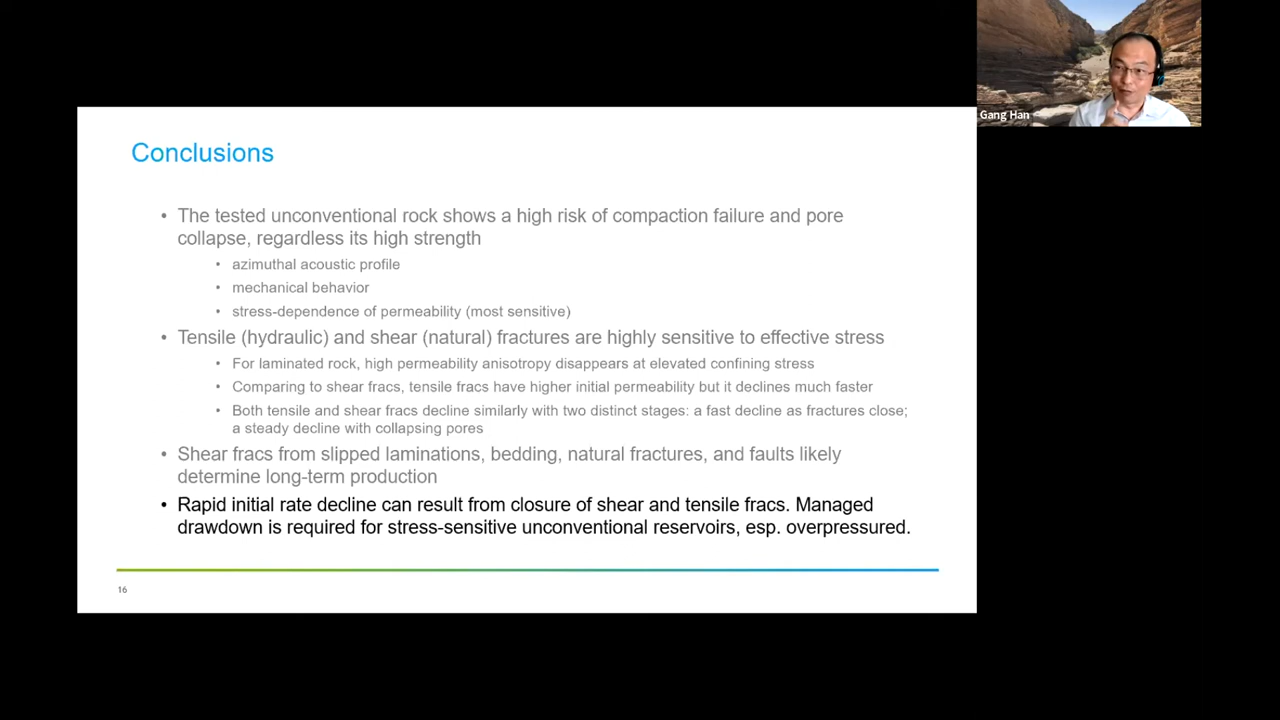 Gang Han
Conclusions
• The tested unconventional rock shows a high risk of compaction failure and pore
collapse, regardless its high strength
• azimuthal acoustic profile
• mechanical behavior
• stress-dependence of permeability (most sensitive)
• Tensile (hydraulic) and shear (natural) fractures are highly sensitive to effective stress
• For laminated rock, high permeability anisotropy disappears at elevated confining stress
• Comparing to shear fracs, tensile fracs have higher initial permeability but it declines much faster
• Both tensile and shear fracs decline similarly with two distinct stages: a fast decline as fractures close;
a steady decline with collapsing pores
• Shear fracs from slipped laminations, bedding, natural fractures, and faults likely
determine long-term production
• Rapid initial rate decline can result from closure of shear and tensile fracs. Managed
drawdown is required for stress-sensitive unconventional reservoirs, esp. overpressured.
16